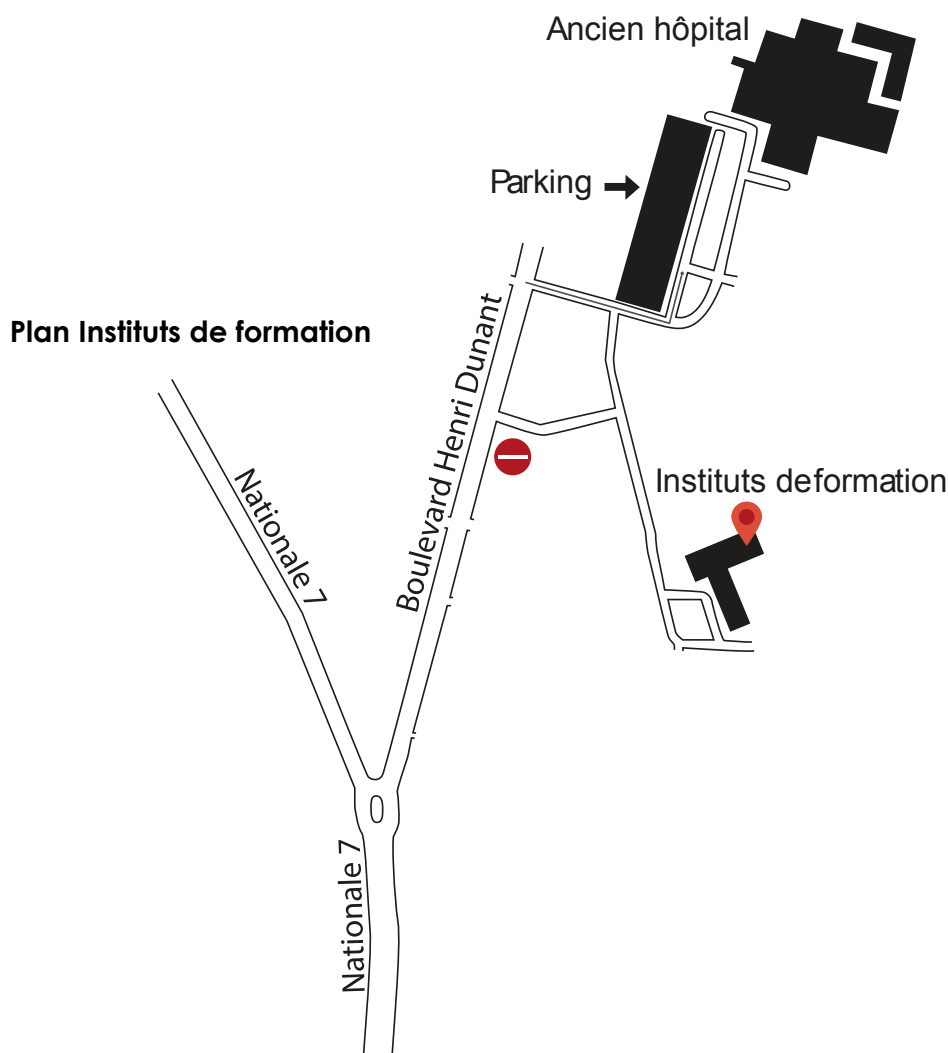 Ancien hôpital
Parking
Plan Instituts de formation
Boulevard Henri Dunant
Nationale 7
Instituts deformation
Nationale 7